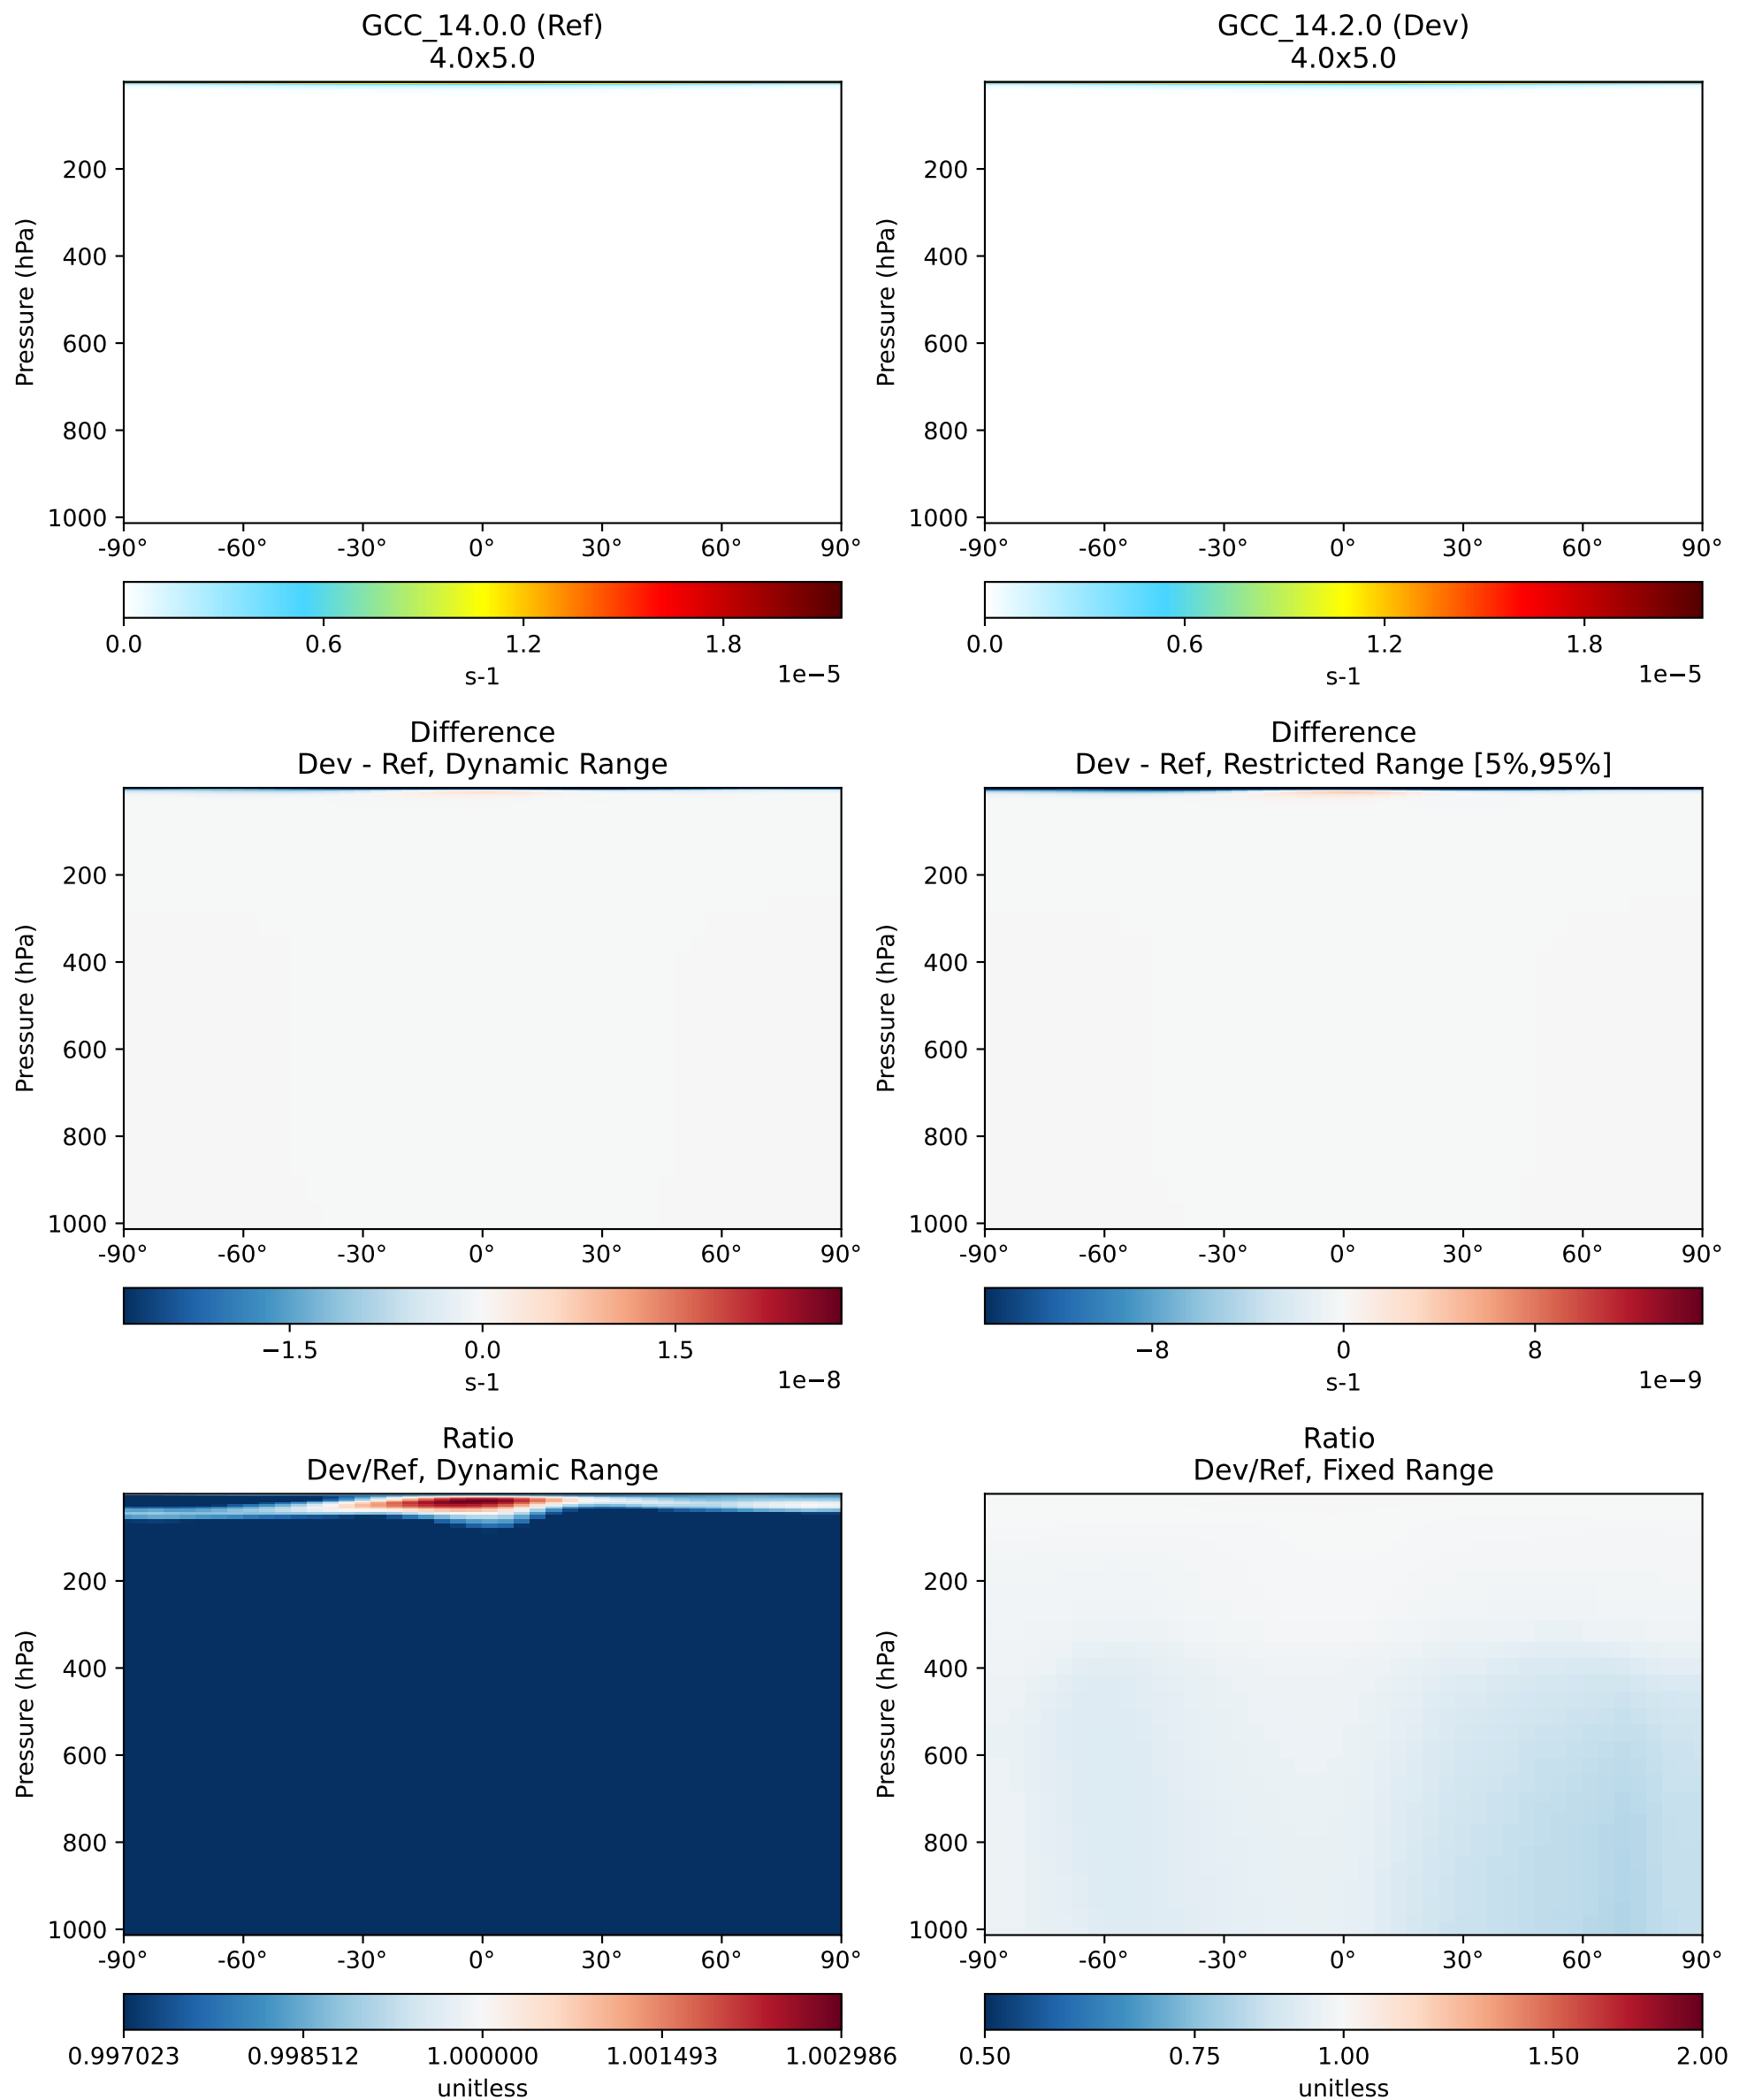 GCC_14.0.0 (Ref)
4.0x5.0
GCC_14.2.0 (Dev)
4.0x5.0
Pressure (hPa)
200
400
600
800
1000
-90° -60° -30° 0° 30° 60° 90°
0.0 0.6 1.2 1.8
s-1
1e−5
Pressure (hPa)
200
400
600
800
1000
-90° -60° -30° 0° 30° 60° 90°
0.0 0.6 1.2 1.8
s-1
1e−5
Difference
Dev - Ref, Dynamic Range
Pressure (hPa)
200
400
600
800
1000
-90° -60° -30° 0° 30° 60° 90°
−1.5 0.0 1.5
s-1
1e−8
Difference
Dev - Ref, Restricted Range [5%,95%]
Pressure (hPa)
200
400
600
800
1000
-90° -60° -30° 0° 30° 60° 90°
−8 0 8
s-1
1e−9
Ratio
Dev/Ref, Dynamic Range
Pressure (hPa)
200
400
600
800
1000
-90° -60° -30° 0° 30° 60° 90°
0.997023 0.998512 1.000000 1.001493 1.002986
unitless
Ratio
Dev/Ref, Fixed Range
Pressure (hPa)
200
400
600
800
1000
-90° -60° -30° 0° 30° 60° 90°
0.50 0.75 1.00 1.50 2.00
unitless